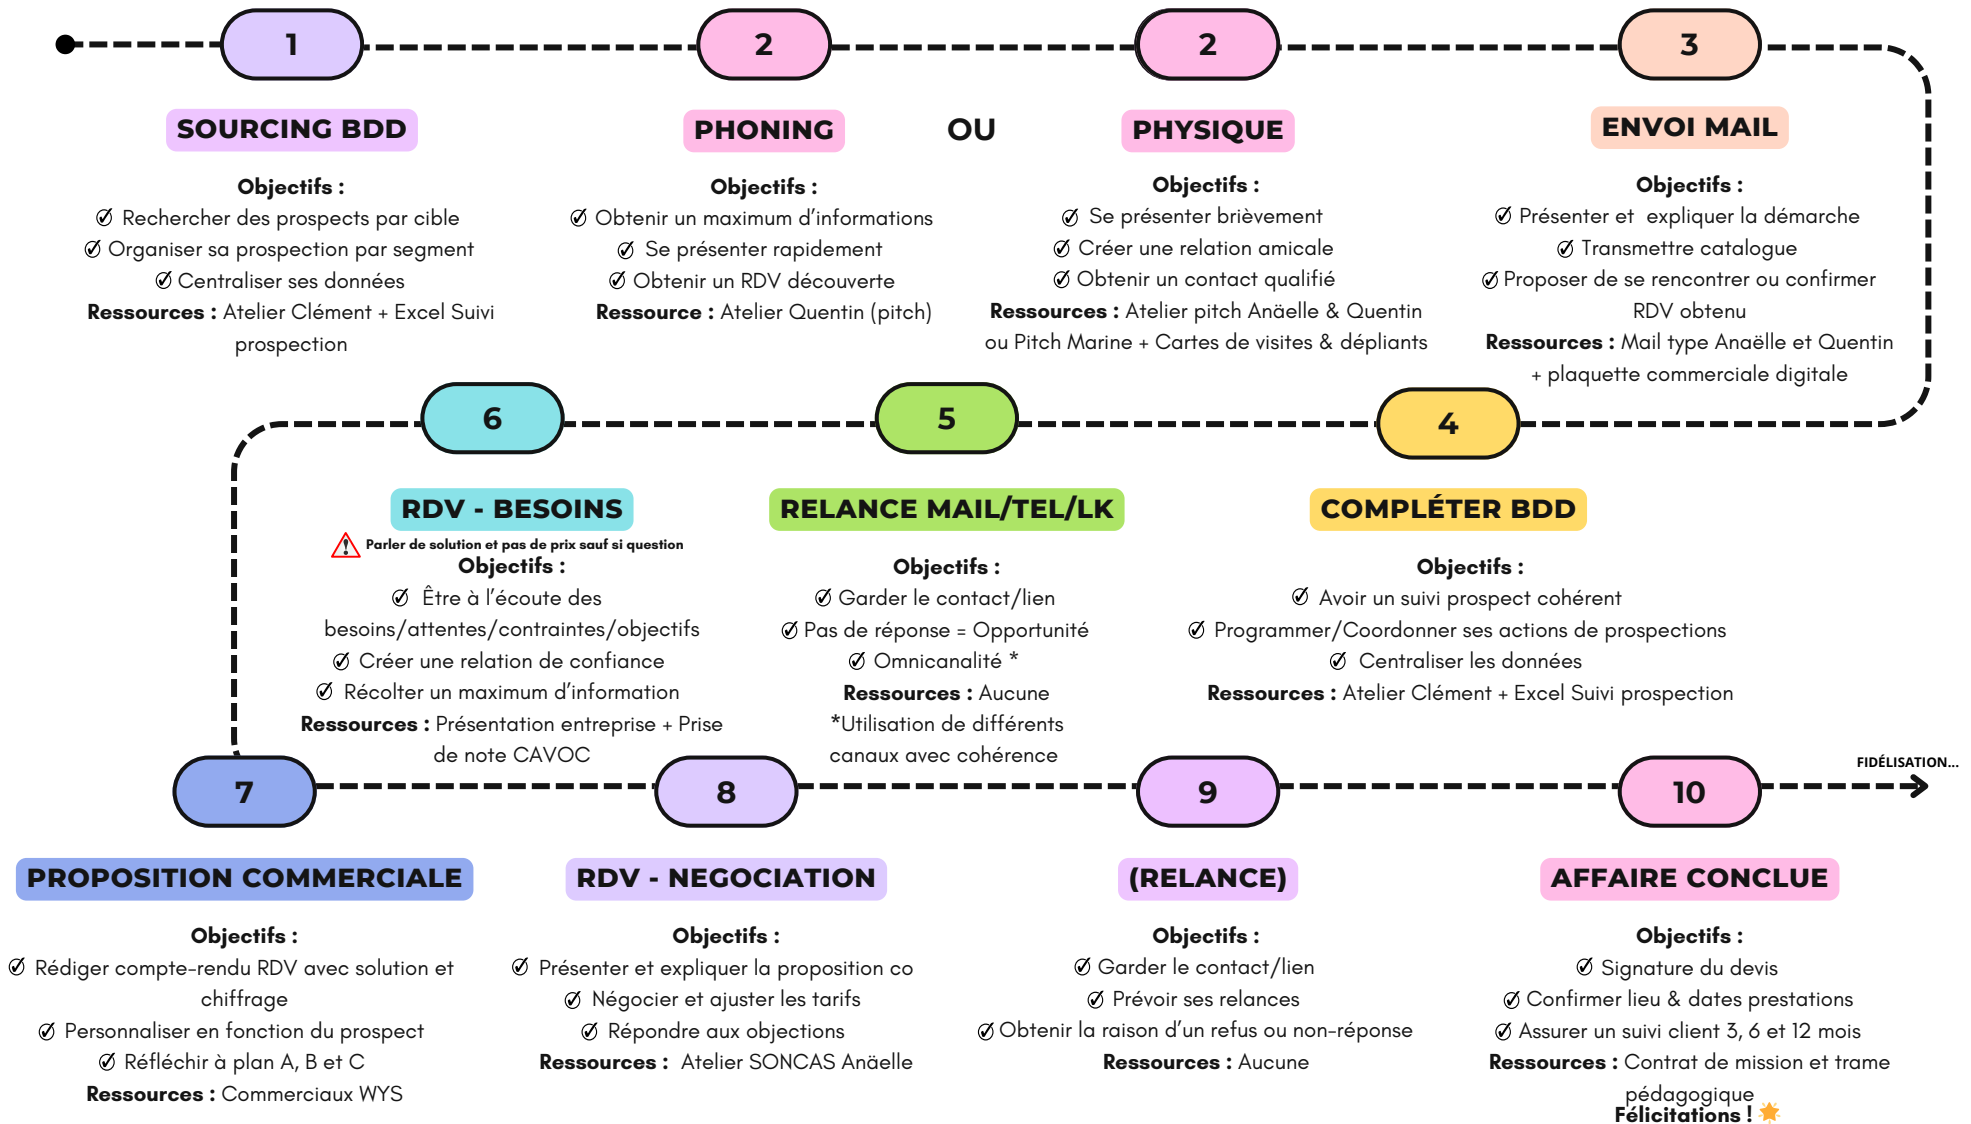 1
SOURCING BDD
Objectifs :
Rechercher des prospects par cible
Organiser sa prospection par segment
Centraliser ses données
Ressources : Atelier Clément + Excel Suivi
prospection
2
PHONING
Objectifs :
Obtenir un maximum d'informations
Se présenter rapidement
Obtenir un RDV découverte
Ressource : Atelier Quentin (pitch)
OU
2
PHYSIQUE
Objectifs :
Se présenter brièvement
Créer une relation amicale
Obtenir un contact qualifié
Ressources : Atelier pitch Anäelle & Quentin
ou Pitch Marine + Cartes de visites & dépliants
3
ENVOI MAIL
Objectifs :
Présenter et expliquer la démarche
Transmettre catalogue
Proposer de se rencontrer ou confirmer
RDV obtenu
Ressources : Mail type Anaëlle et Quentin
+ plaquette commerciale digitale
4
COMPLÉTER BDD
Objectifs :
Avoir un suivi prospect cohérent
Programmer/Coordonner ses actions de prospections
Centraliser les données
Ressources : Atelier Clément + Excel Suivi prospection
5
RELANCE MAIL/TEL/LK
Objectifs :
Garder le contact/lien
Pas de réponse = Opportunité
Omnicanalité *
Ressources : Aucune
*Utilisation de différents
canaux avec cohérence
6
RDV - BESOINS
Parler de solution et pas de prix sauf si question
Objectifs :
Être à l'écoute des
besoins/attentes/contraintes/objectifs
Créer une relation de confiance
Récolter un maximum d'information
Ressources : Présentation entreprise + Prise
de note CAVOC
7
PROPOSITION COMMERCIALE
Objectifs :
Rédiger compte-rendu RDV avec solution et
chiffrage
Personnaliser en fonction du prospect
Réfléchir à plan A, B et C
Ressources : Commerciaux WYS
8
RDV - NEGOCIATION
Objectifs :
Présenter et expliquer la proposition co
Négocier et ajuster les tarifs
Répondre aux objections
Ressources : Atelier SONCAS Anäelle
9
(RELANCE)
Objectifs :
Garder le contact/lien
Prévoir ses relances
Obtenir la raison d'un refus ou non-réponse
Ressources : Aucune
10
AFFAIRE CONCLUE
Objectifs :
Signature du devis
Confirmer lieu & dates prestations
Assurer un suivi client 3, 6 et 12 mois
Ressources : Contrat de mission et trame
pédagogique
Félicitations !
FIDÉLISATION...